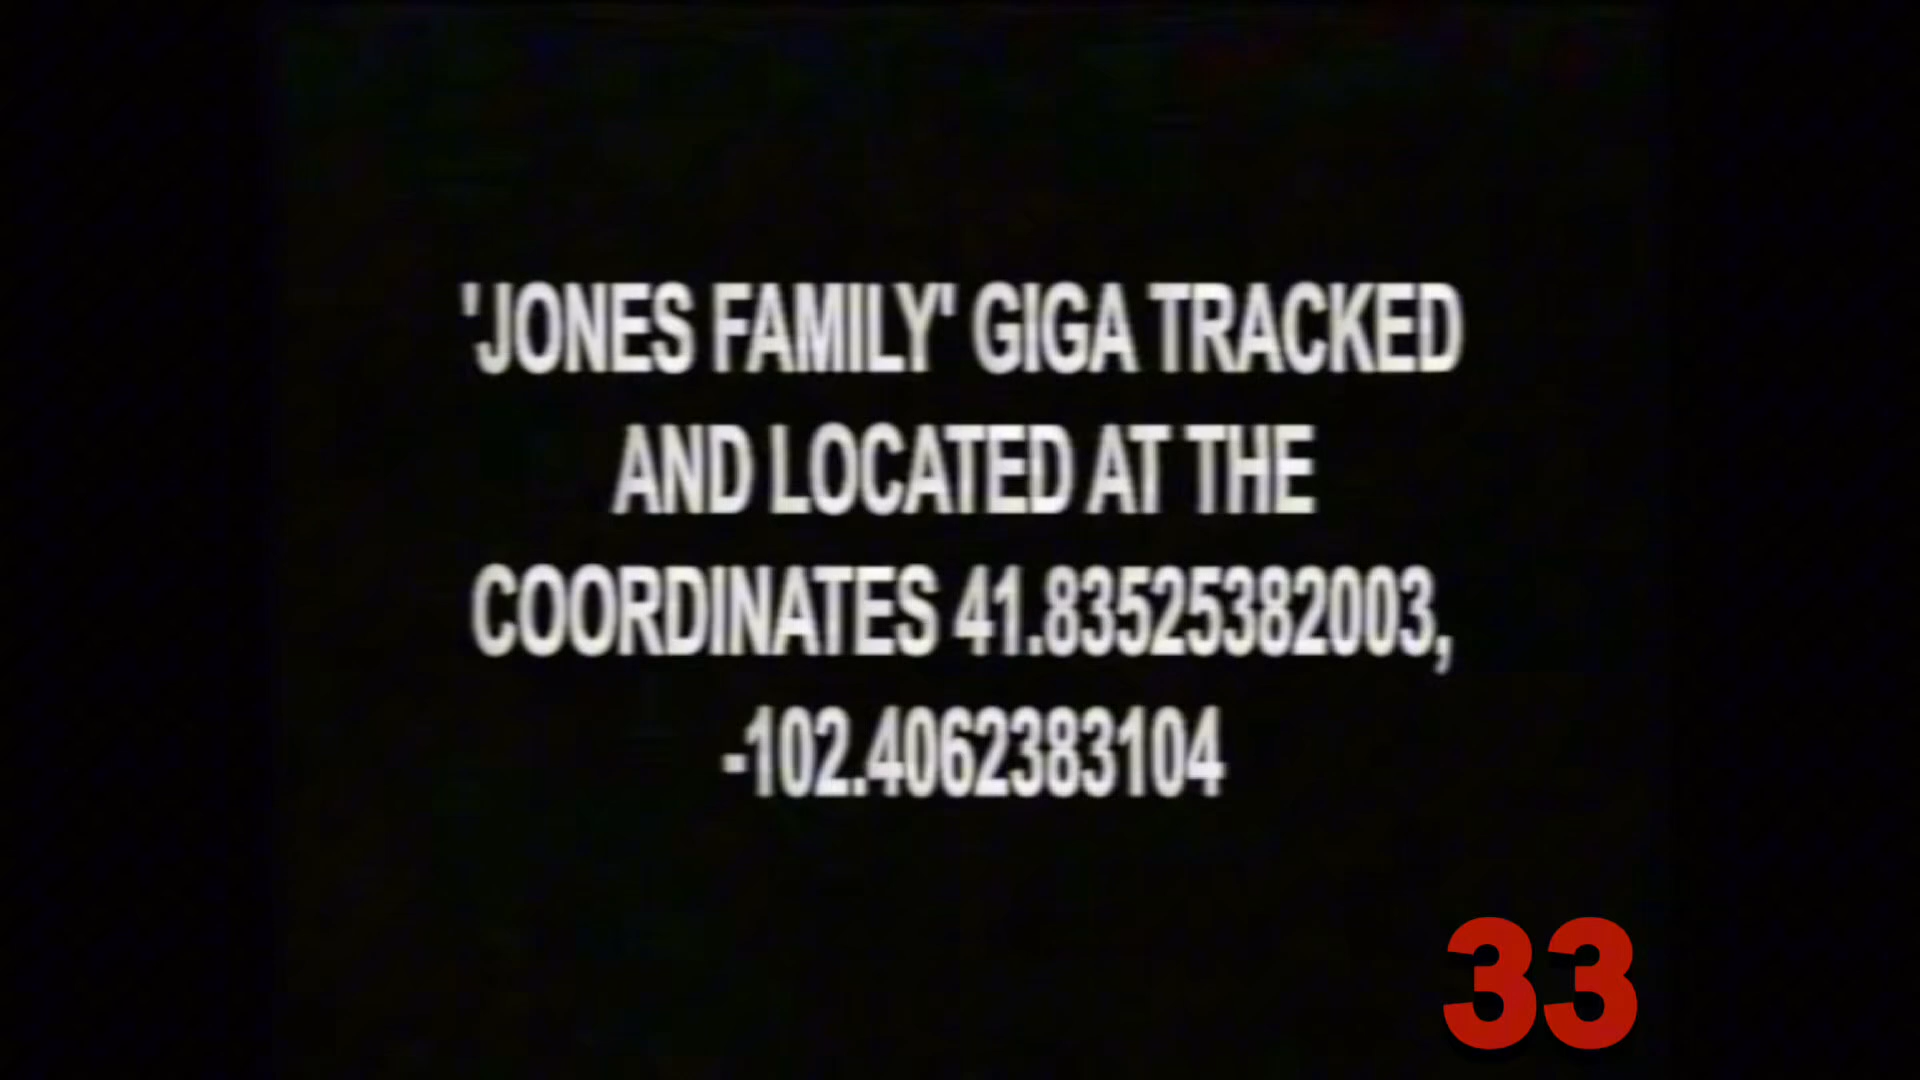 'JONES FAMILY' GIGA TRACKED
AND LOCATED AT THE
COORDINATES 41.83525382003,
-102.4062383104
33